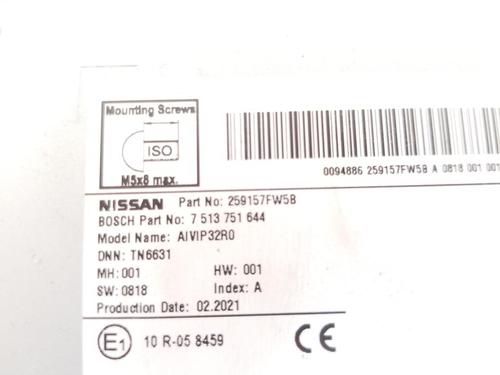 Mounting Screws
ISO
M5x8 max.
0094886 259157FW5B A 0818 001 001
NISSAN Part No: 259157FW5B
BOSCH Part No: 7 513 751 644
Model Name: AIVIP32R0
DNN: TN6631
MH:001 HW: 001
SW:0818 Index: A
Production Date: 02.2021
E1 10 R-05 8459 CE